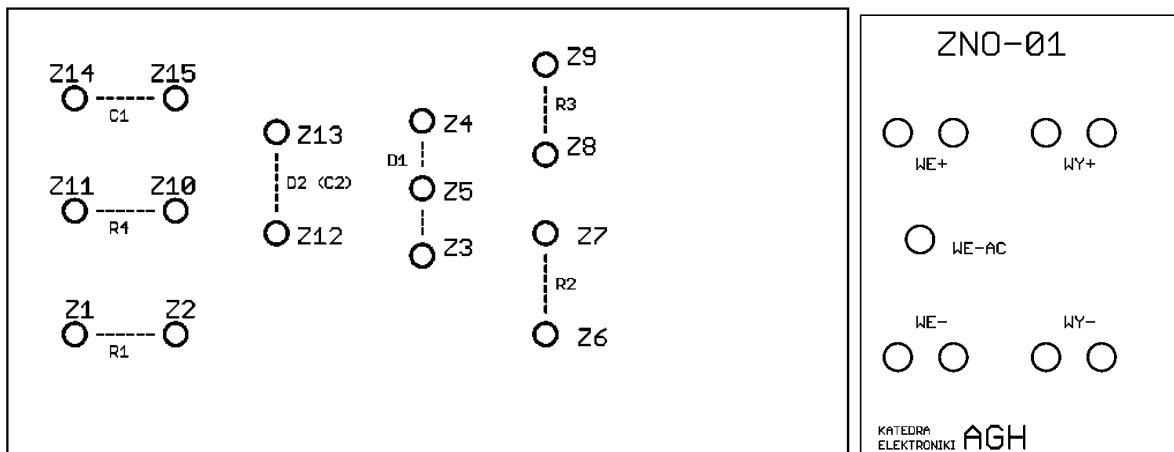 Z14 Z15
C1
Z11 Z10
R4
Z1 Z2
R1
Z13
D2 (C2)
Z12
Z4
D1
Z5
Z3
Z9
R3
Z8
Z7
R2
Z6
ZNO-01
WE+ WY+
WE-AC
WE- WY-
KATEDRA
ELEKTRONIKI AGH